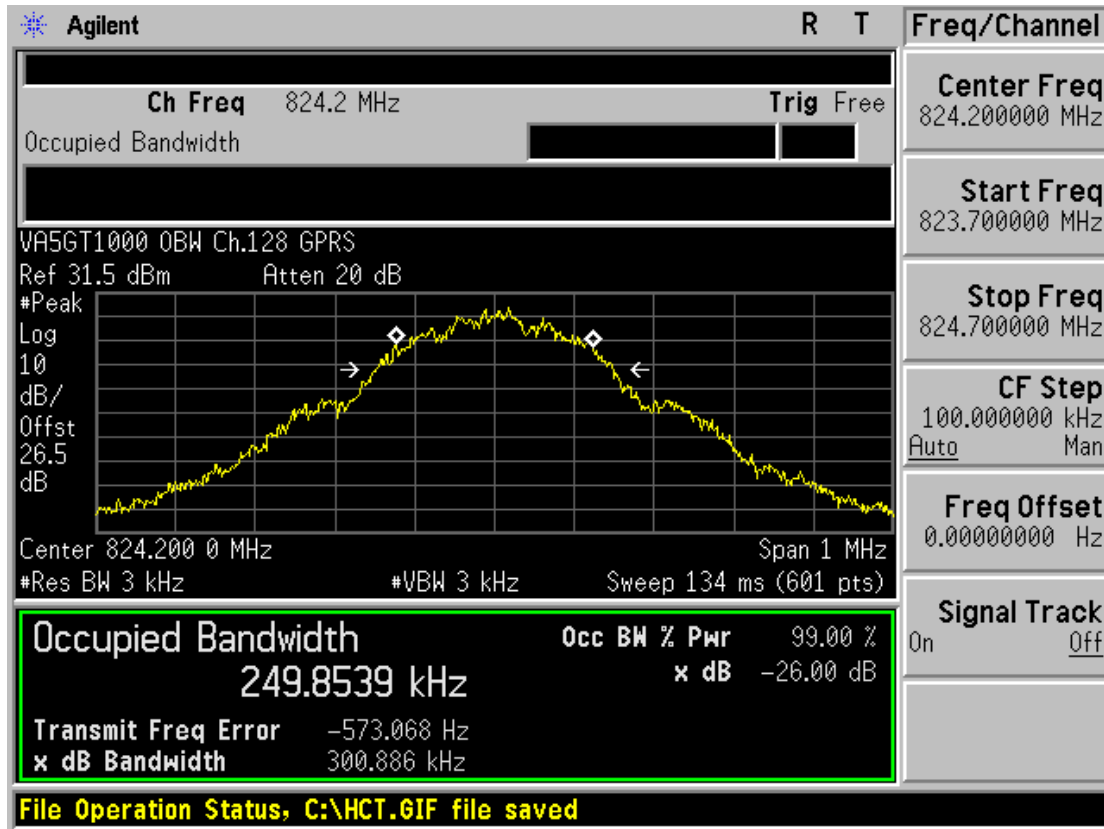 Agilent R T
Ch Freq 824.2 MHz Trig Free
Occupied Bandwidth
VA5GT1000 OBW Ch.128 GPRS
Ref 31.5 dBm Atten 20 dB
#Peak
Log
10
dB/
Offst
26.5
dB
Center 824.200 0 MHz Span 1 MHz
#Res BW 3 kHz #VBW 3 kHz Sweep 134 ms (601 pts)
Occupied Bandwidth Occ BW % Pwr 99.00 %
249.8539 kHz x dB -26.00 dB
Transmit Freq Error -573.068 Hz
x dB Bandwidth 300.886 kHz
File Operation Status, C:\HCT.GIF file saved
Freq/Channel
Center Freq
824.200000 MHz
Start Freq
823.700000 MHz
Stop Freq
824.700000 MHz
CF Step
100.000000 kHz
Auto Man
Freq Offset
0.00000000 Hz
Signal Track
On Off